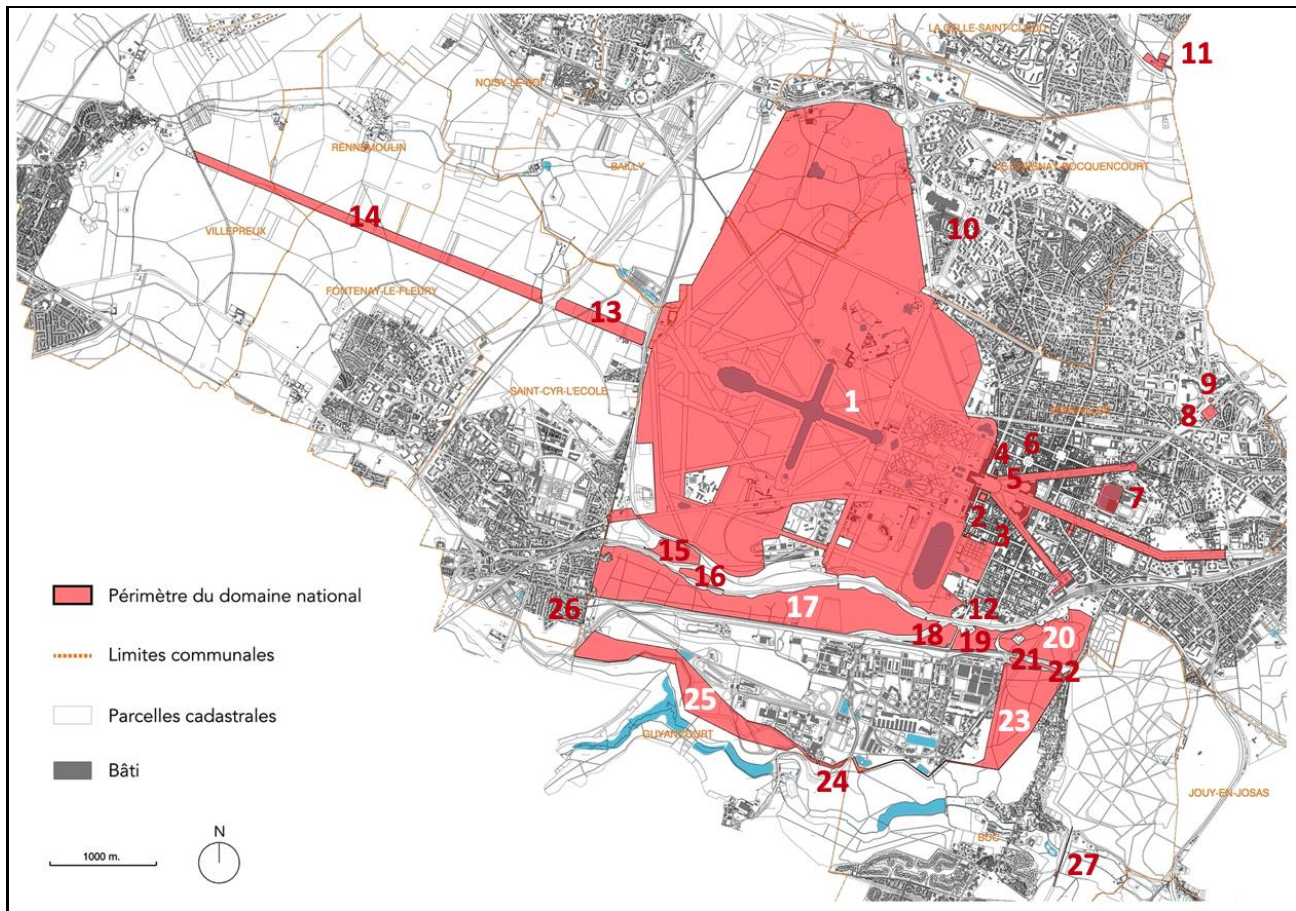 LA CELLE-SAINT-CLOUD
11
NOISY-LE-ROI
RENNEMOULIN
BAILLY
LE CHESNAY-ROCQUENCOURT
14
VILLEPREUX
10
FONTENAY-LE-FLEURY
13
SAINT-CYR-L'ECOLE
1
9
8
VERSAILLES
4
6
5
7
2
3
15
16
Périmètre du domaine national
26
17
12
18
19
20
21
22
Limites communales
25
23
Parcelles cadastrales
GUYANCOURT
Bâti
24
JOUY-EN-JOSAS
N
BUC
1000 m.
27